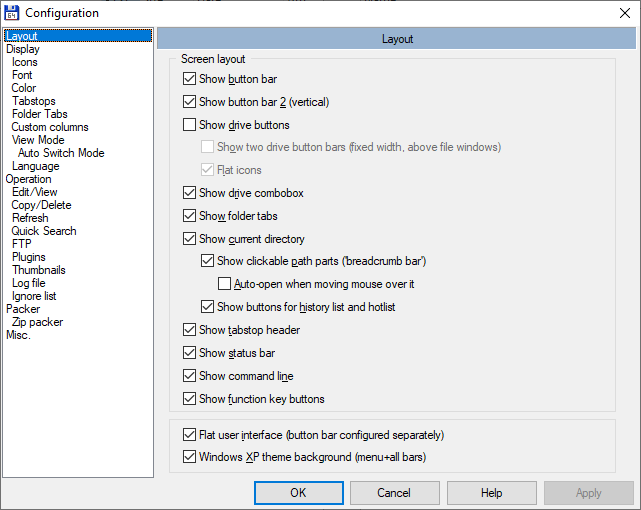 Configuration
Layout
Display
Icons
Font
Color
Tabstops
Folder Tabs
Custom columns
View Mode
Auto Switch Mode
Language
Operation
Edit/View
Copy/Delete
Refresh
Quick Search
FTP
Plugins
Thumbnails
Log file
Ignore list
Packer
Zip packer
Misc.
Layout
Screen layout
Show button bar
Show button bar 2 (vertical)
Show drive buttons
Show two drive button bars (fixed width, above file windows)
Flat icons
Show drive combobox
Show folder tabs
Show current directory
Show clickable path parts ('breadcrumb bar')
Auto-open when moving mouse over it
Show buttons for history list and hotlist
Show tabstop header
Show status bar
Show command line
Show function key buttons
Flat user interface (button bar configured separately)
Windows XP theme background (menu+all bars)
OK
Cancel
Help
Apply